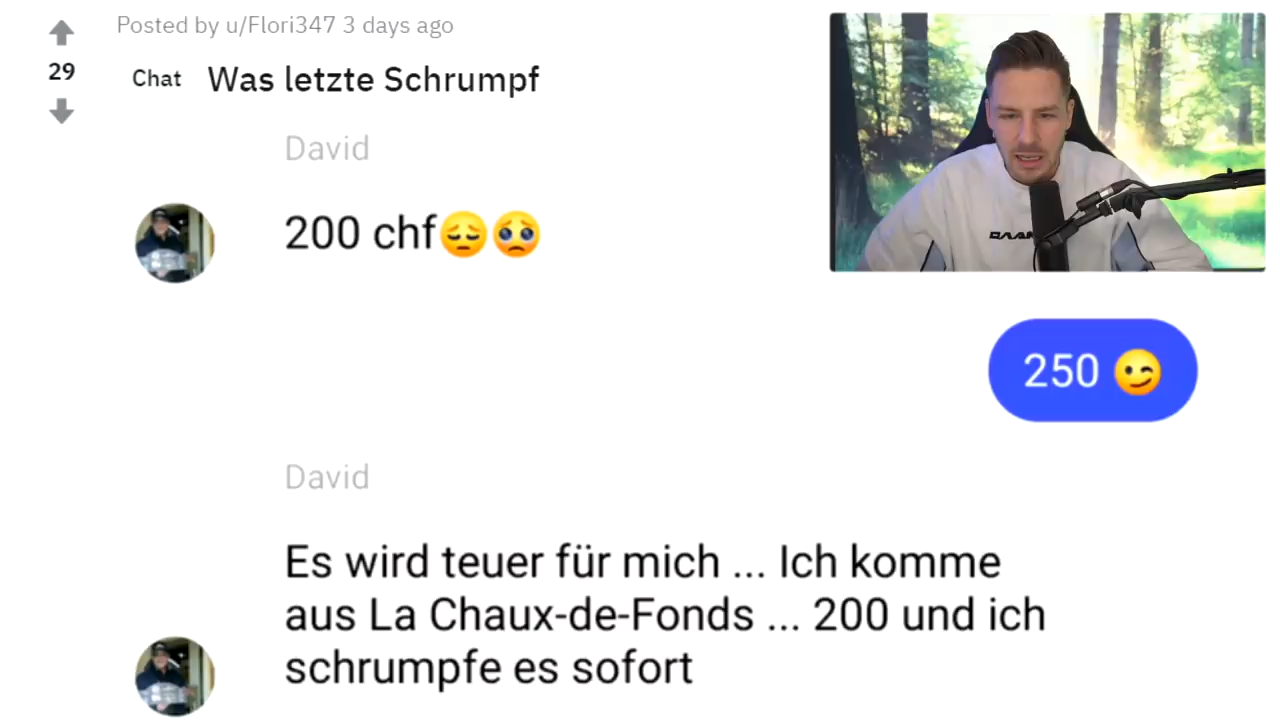 Posted by u/Flori347 3 days ago
29
Chat Was letzte Schrumpf
David
200 chf😔🥺
250 😉
David
Es wird teuer für mich ... Ich komme
aus La Chaux-de-Fonds ... 200 und ich
schrumpfe es sofort